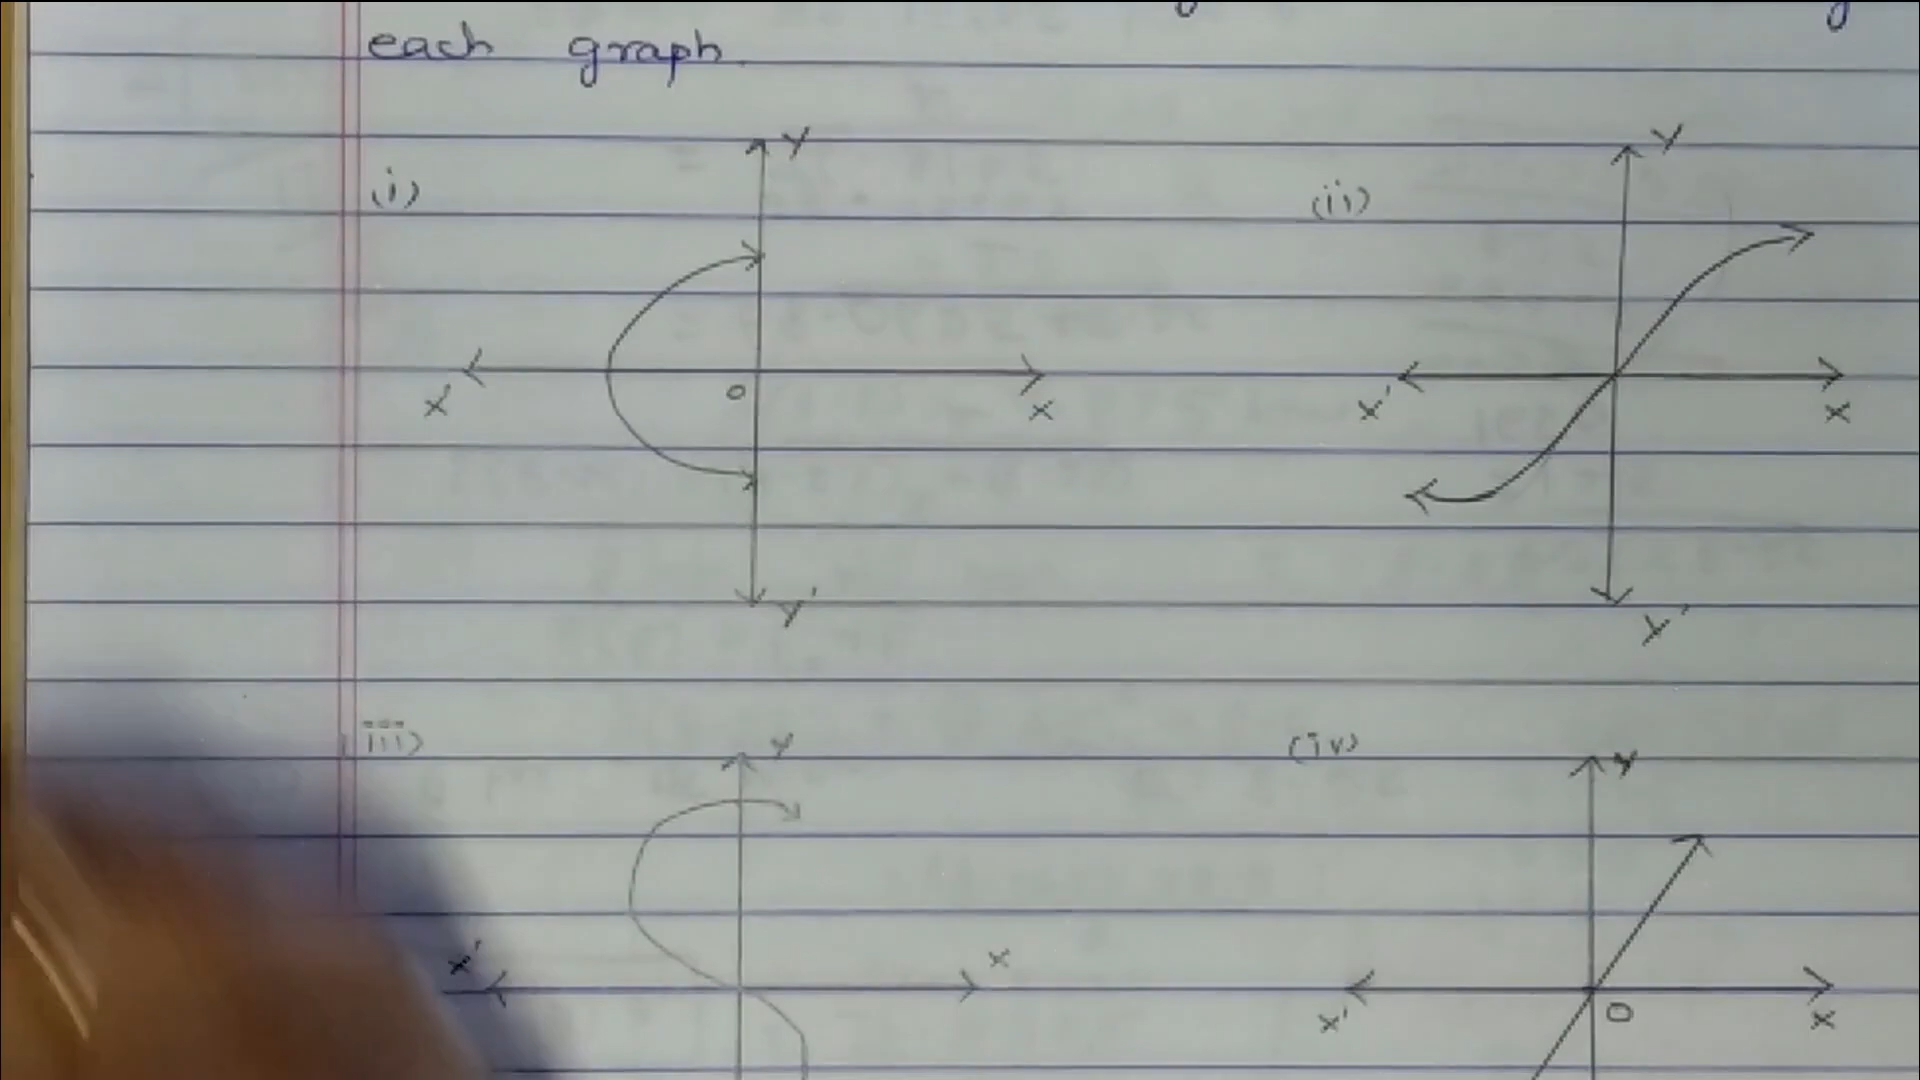 each graph.
(i) Y
(ii) Y
X' O X
X' X
Y'
Y'
(iii) Y
(iv) Y
X' X
X' O X